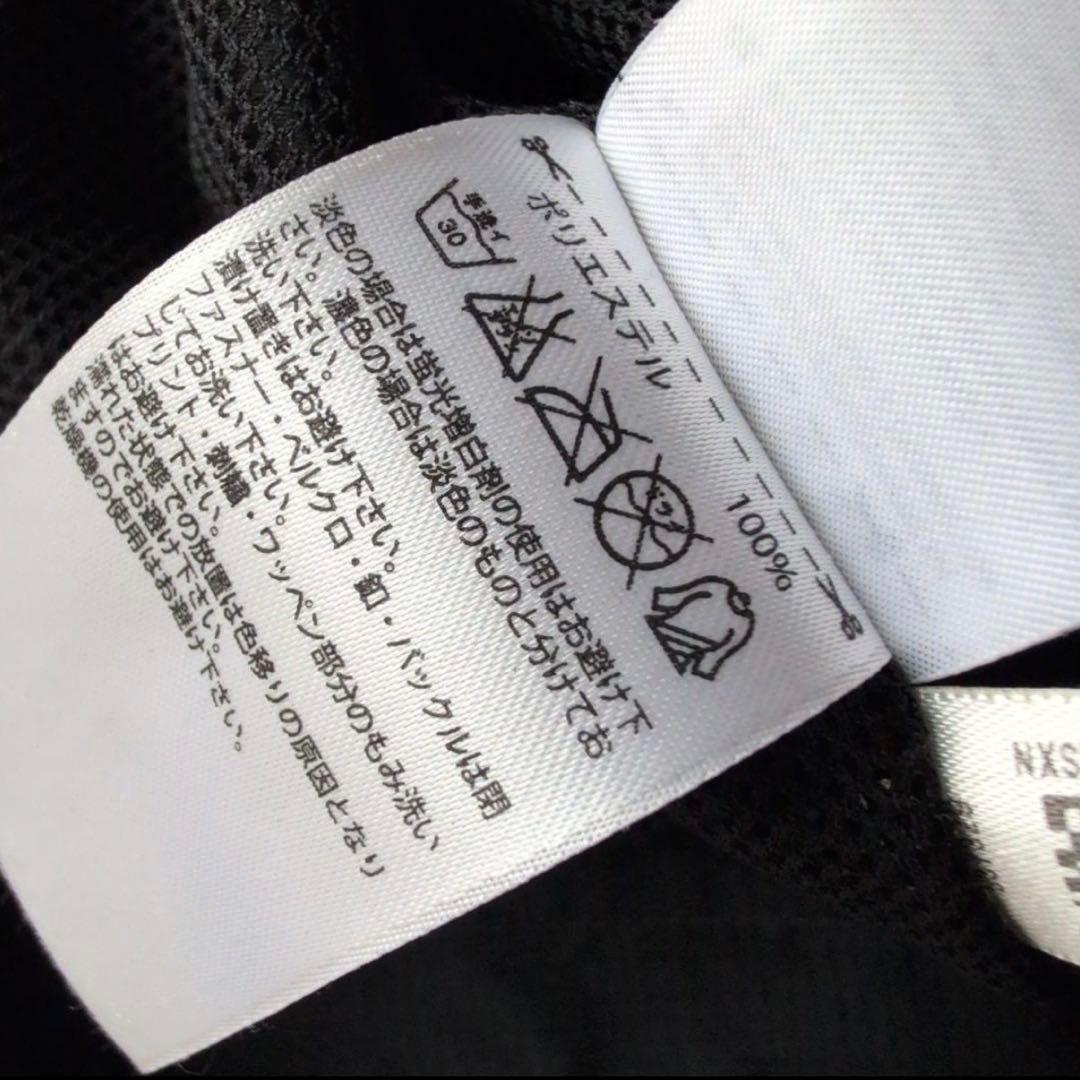 ポリエステル 100%
手洗イ
30
ドライ
淡色の場合は蛍光増白剤の使用はお避け下
さい。濃色の場合は淡色のものと分けてお
洗い下さい。
漬け置きはお避け下さい。
ファスナー・ベルクロ・釦・バックルは閉
じてお洗い下さい。
プリント・刺繍・ワッペン部分のもみ洗い
はお避け下さい。
濡れた状態での放置は色移りの原因となり
ますのでお避け下さい。
乾燥機の使用はお避け下さい。
NXS